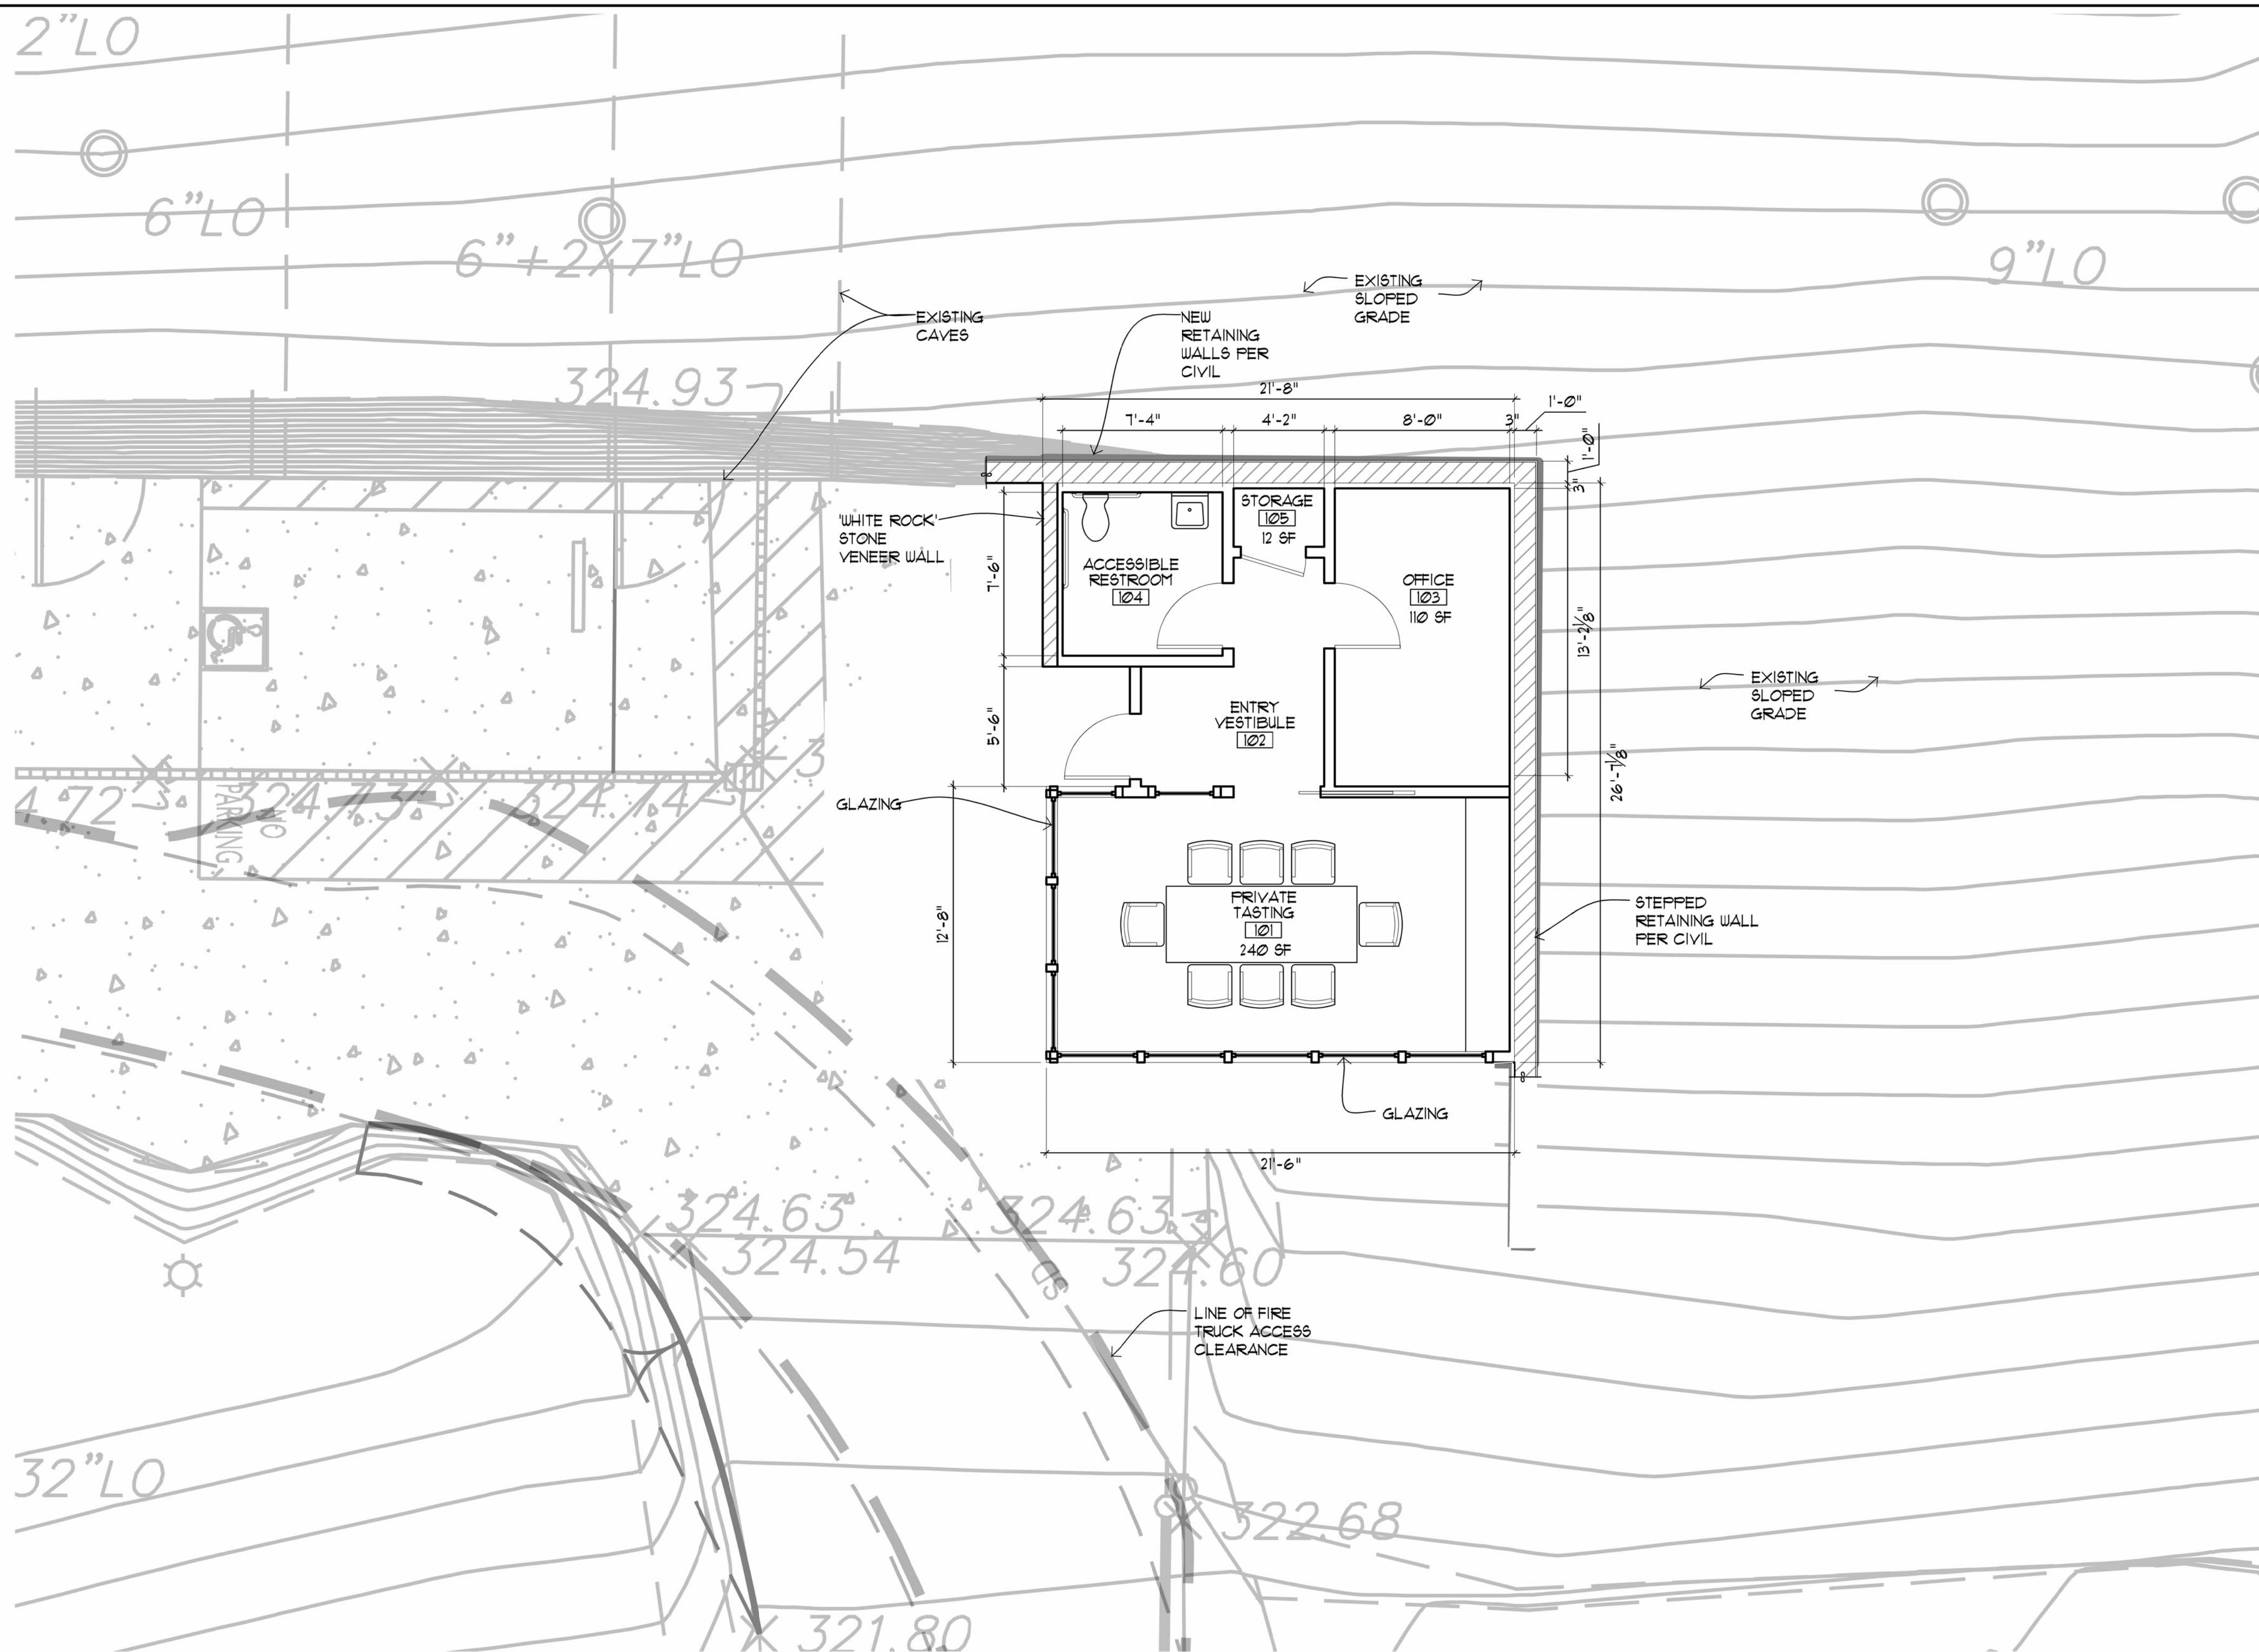 2"LO
6"LO
6"+2X7"LO
9"LO
EXISTING
SLOPED
GRADE
EXISTING
CAVES
NEW
RETAINING
WALLS PER
CIVIL
324.93
21'-8"
1'-0"
7'-4"
4'-2"
8'-0"
3"
1'-0"
3"
'WHITE ROCK'
STONE
VENEER WALL
STORAGE
105
12 SF
ACCESSIBLE
RESTROOM
104
OFFICE
103
110 SF
7'-6"
13'-2 1/8"
EXISTING
SLOPED
GRADE
ENTRY
VESTIBULE
102
5'-6"
26'-7 1/8"
4.72
324.73
324.74
3
NO
PARKING
GLAZING
PRIVATE
TASTING
101
240 SF
12'-8"
STEPPED
RETAINING WALL
PER CIVIL
GLAZING
21'-6"
324.63
324.54
324.63
324.60
SD
LINE OF FIRE
TRUCK ACCESS
CLEARANCE
32"LO
322.68
321.80